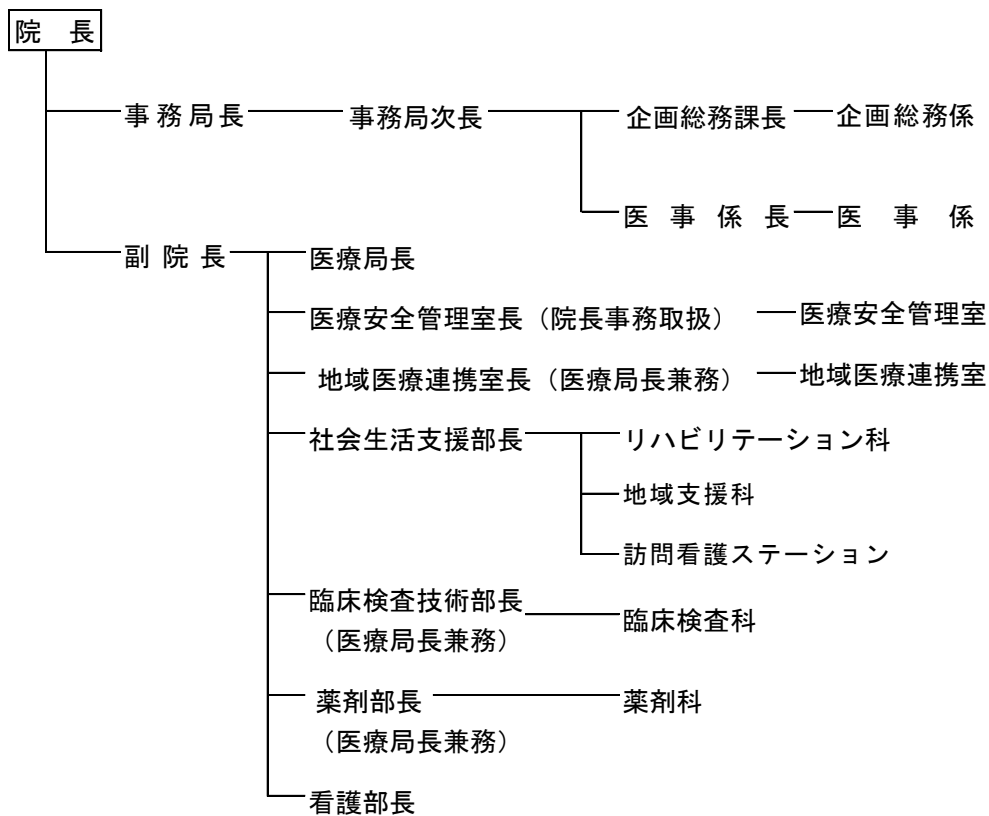 院 長
事務局長 事務局次長 企画総務課長 企画総務係
医事係長 医事係
副院長 医療局長
医療安全管理室長（院長事務取扱） 医療安全管理室
地域医療連携室長（医療局長兼務） 地域医療連携室
社会生活支援部長 リハビリテーション科
地域支援科
訪問看護ステーション
臨床検査技術部長 臨床検査科
（医療局長兼務）
薬剤部長 薬剤科
（医療局長兼務）
看護部長